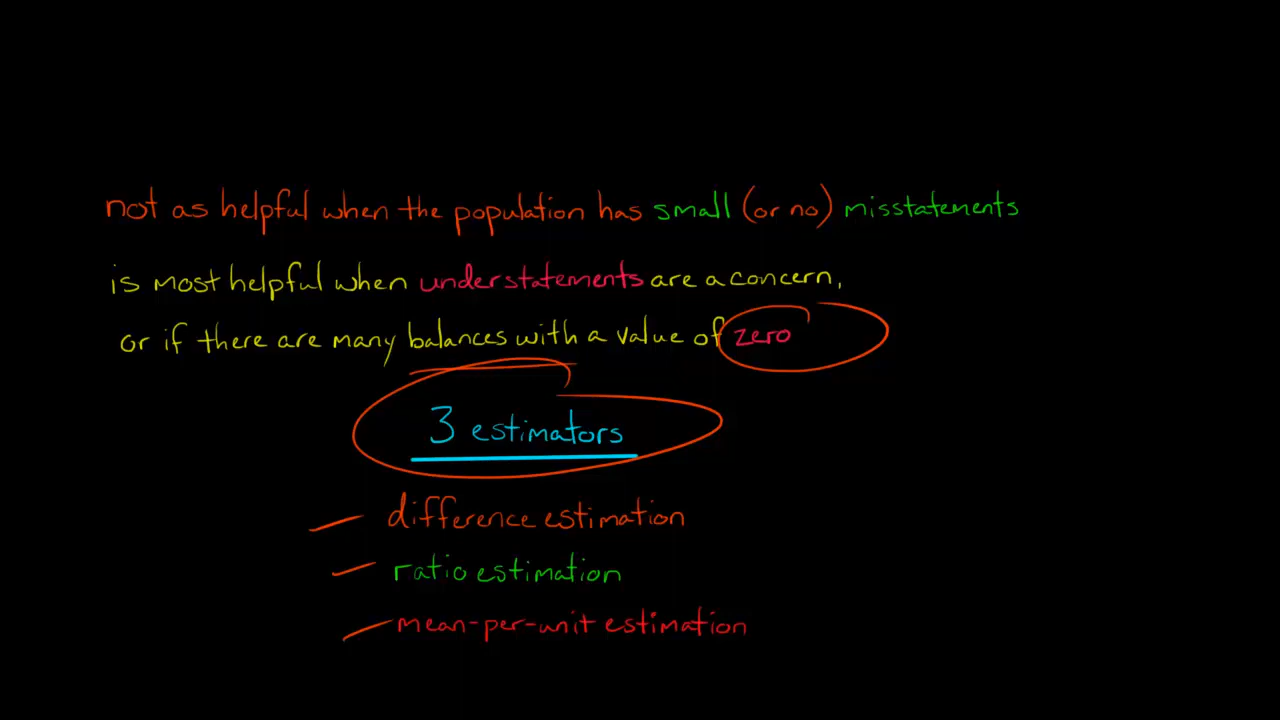 not as helpful when the population has small (or no) misstatements
is most helpful when understatements are a concern,
or if there are many balances with a value of zero
3 estimators
difference estimation
ratio estimation
mean-per-unit estimation